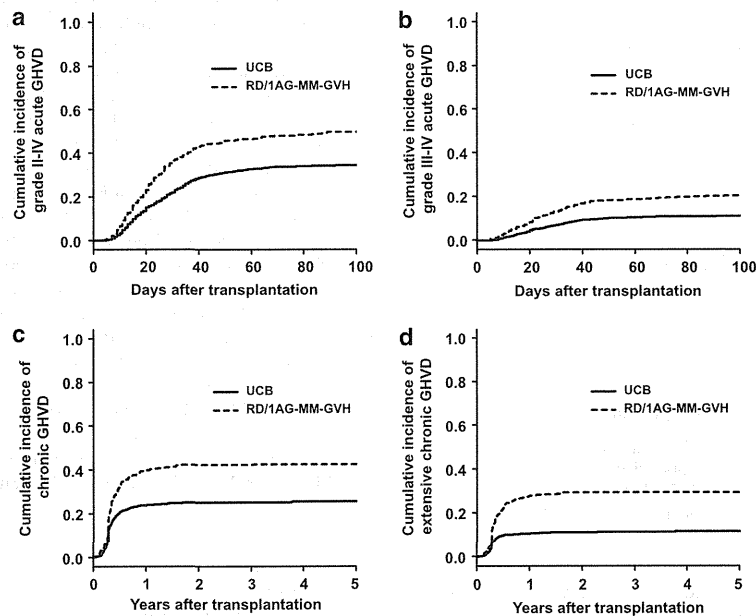 a
Cumulative incidence of
grade II-IV acute GHVD
1.0
0.8
0.6
0.4
0.2
0.0
UCB
RD/1AG-MM-GVH
0 20 40 60 80 100
Days after transplantation
b
Cumulative incidence of
grade III-IV acute GHVD
1.0
0.8
0.6
0.4
0.2
0.0
UCB
RD/1AG-MM-GVH
0 20 40 60 80 100
Days after transplantation
c
Cumulative incidence of
chronic GHVD
1.0
0.8
0.6
0.4
0.2
0.0
UCB
RD/1AG-MM-GVH
0 1 2 3 4 5
Years after transplantation
d
Cumulative incidence of
extensive chronic GHVD
1.0
0.8
0.6
0.4
0.2
0.0
UCB
RD/1AG-MM-GVH
0 1 2 3 4 5
Years after transplantation